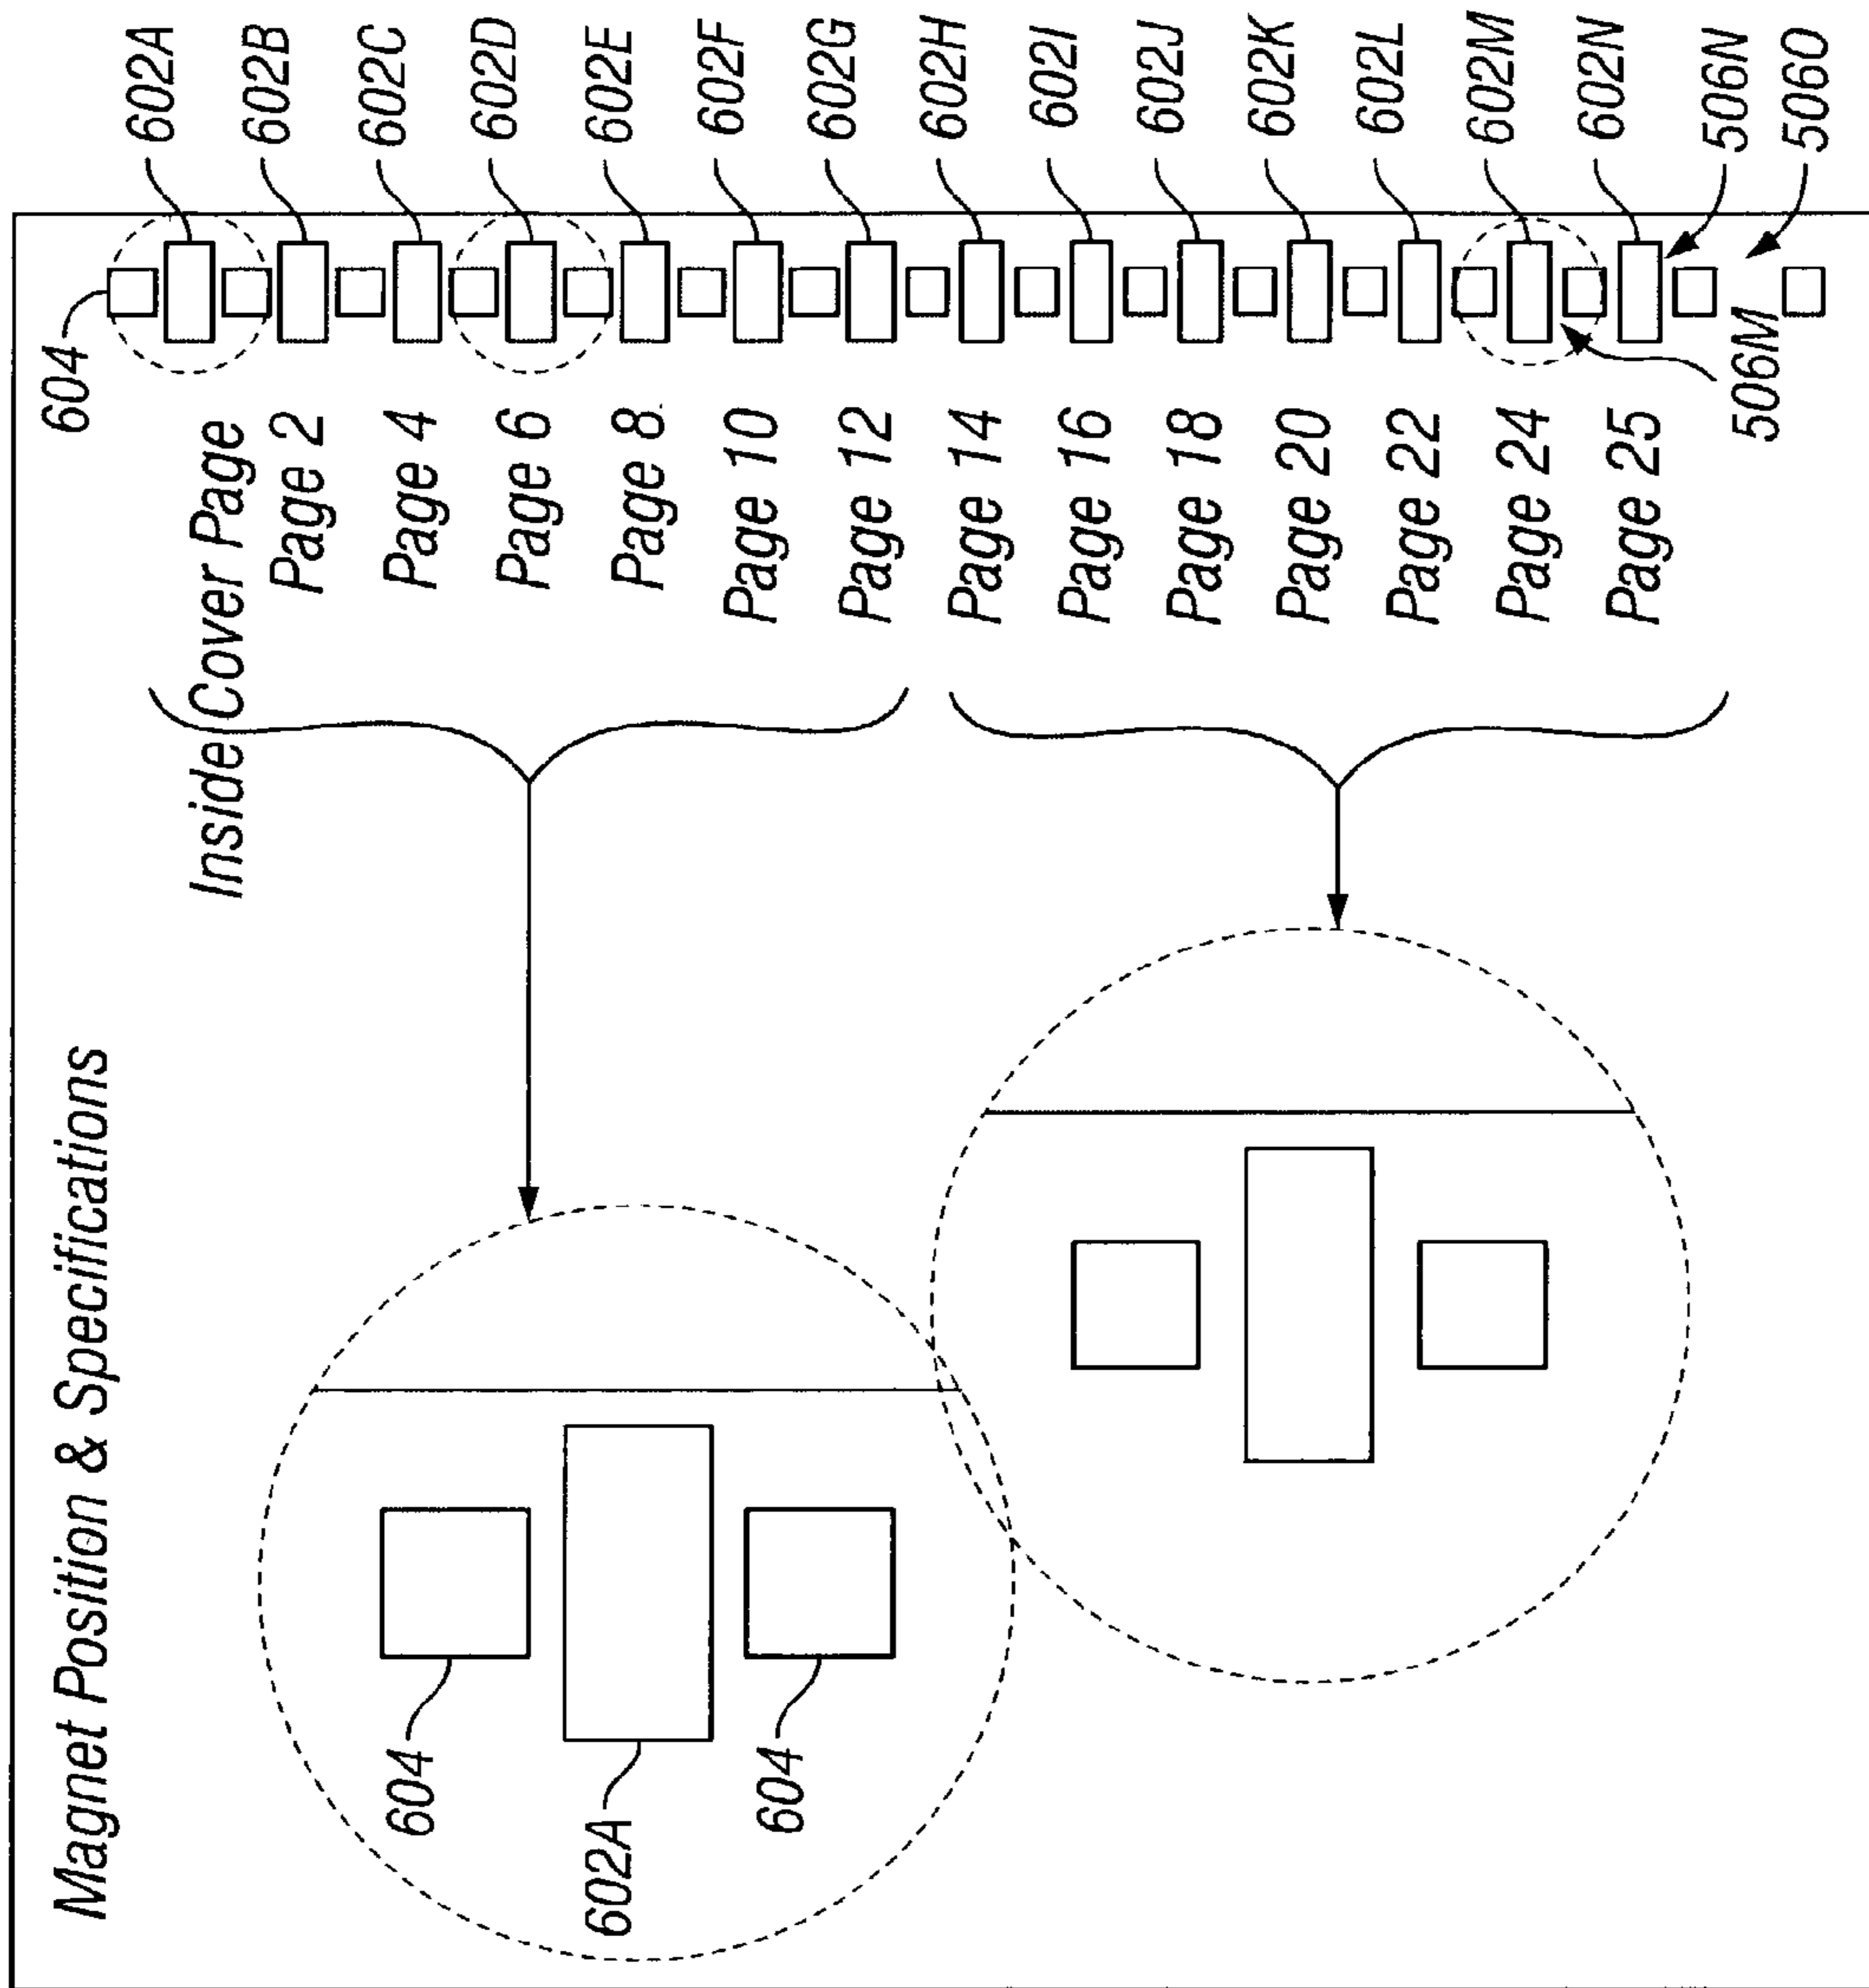 Magnet Position & Specifications
604
602A
604
604
Inside Cover Page
Page 2
Page 4
Page 6
Page 8
Page 10
Page 12
Page 14
Page 16
Page 18
Page 20
Page 22
Page 24
Page 25
602A
602B
602C
602D
602E
602F
602G
602H
602I
602J
602K
602L
602M
602N
506N
506O
506M